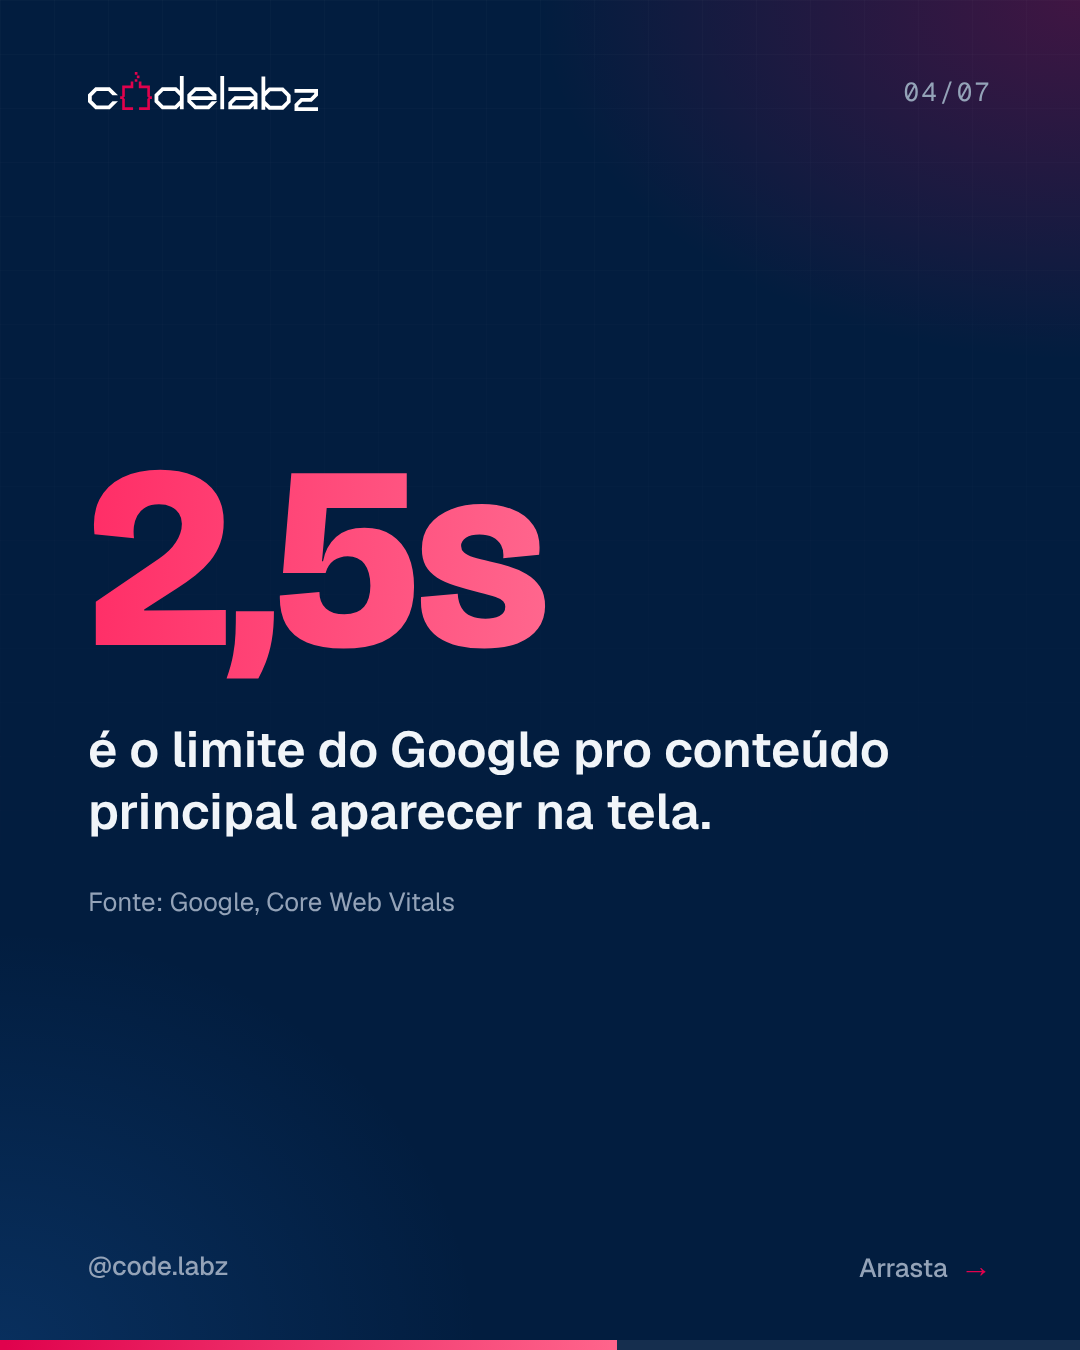 codelabz
04/07
2,5s
é o limite do Google pro conteúdo
principal aparecer na tela.
Fonte: Google, Core Web Vitals
@code.labz
Arrasta →